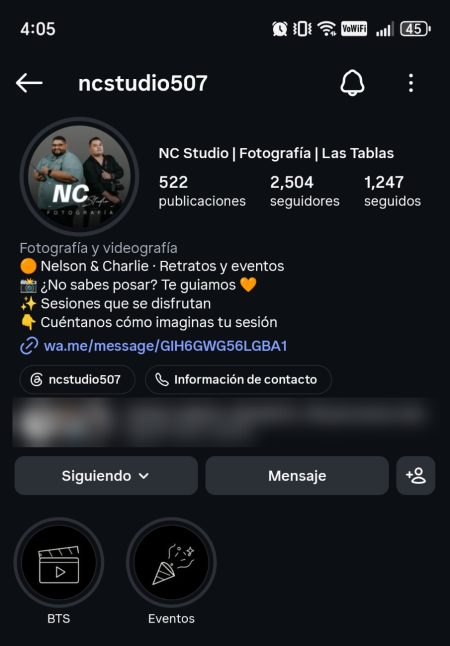 4:05
VoWiFi
45
ncstudio507
NC Studio
FOTOGRAFÍA
NC Studio | Fotografía | Las Tablas
522 2,504 1,247
publicaciones seguidores seguidos
Fotografía y videografía
🟠 Nelson & Charlie · Retratos y eventos
📸 ¿No sabes posar? Te guiamos 🧡
✨ Sesiones que se disfrutan
👇 Cuéntanos cómo imaginas tu sesión
wa.me/message/GIH6GWG56LGBA1
ncstudio507 Información de contacto
Siguiendo Mensaje
BTS Eventos